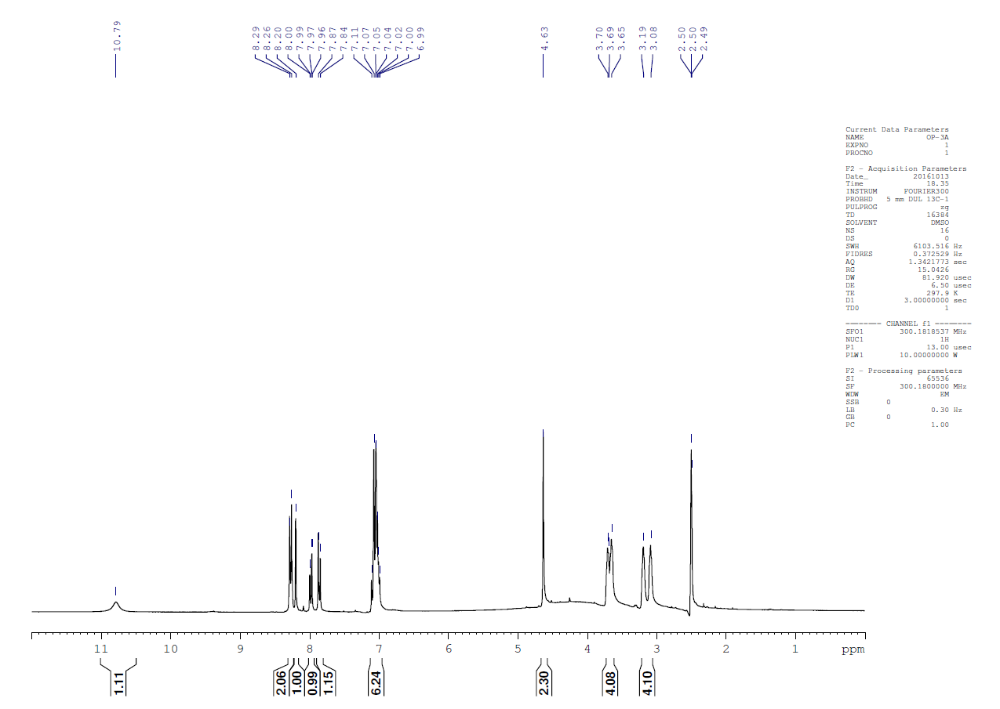 10.79
8.29
8.26
8.20
8.00
7.99
7.97
7.96
7.87
7.84
7.11
7.07
7.05
7.04
7.02
7.00
6.99
4.63
3.70
3.69
3.65
3.19
3.08
2.50
2.50
2.49
Current Data Parameters
NAME OP-3A
EXPNO 1
PROCNO 1
F2 - Acquisition Parameters
Date_ 20161013
Time 18.35
INSTRUM FOURIER300
PROBHD 5 mm DUL 13C-1
PULPROG zg
TD 16384
SOLVENT DMSO
NS 16
DS 0
SWH 6103.516 Hz
FIDRES 0.372529 Hz
AQ 1.3421773 sec
RG 15.0426
DW 81.920 usec
DE 6.50 usec
TE 297.9 K
D1 3.00000000 sec
TD0 1
======== CHANNEL f1 ========
SFO1 300.1818537 MHz
NUC1 1H
P1 13.00 usec
PLW1 10.00000000 W
F2 - Processing parameters
SI 65536
SF 300.1800000 MHz
WDW EM
SSB 0
LB 0.30 Hz
GB 0
PC 1.00
11 10 9 8 7 6 5 4 3 2 1 ppm
1.11
2.06
1.00
0.99
1.15
6.24
2.30
4.08
4.10